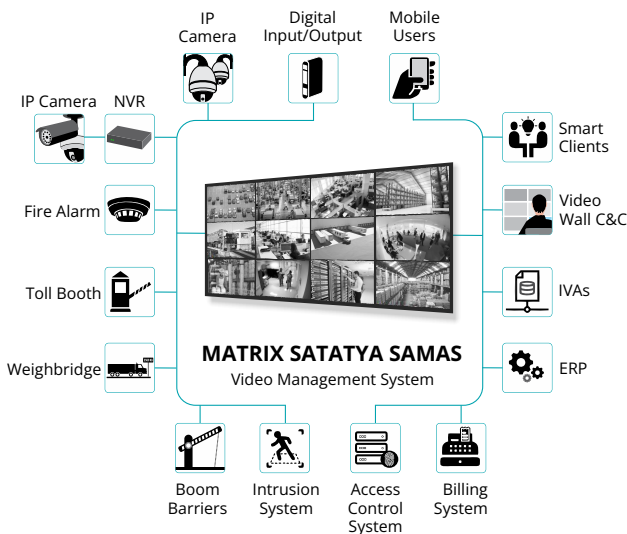 IP
Camera
Digital
Input/Output
Mobile
Users
IP Camera
NVR
Smart
Clients
Fire Alarm
Video
Wall C&C
Toll Booth
IVAs
MATRIX SATATYA SAMAS
Video Management System
Weighbridge
ERP
Boom
Barriers
Intrusion
System
Access
Control
System
Billing
System